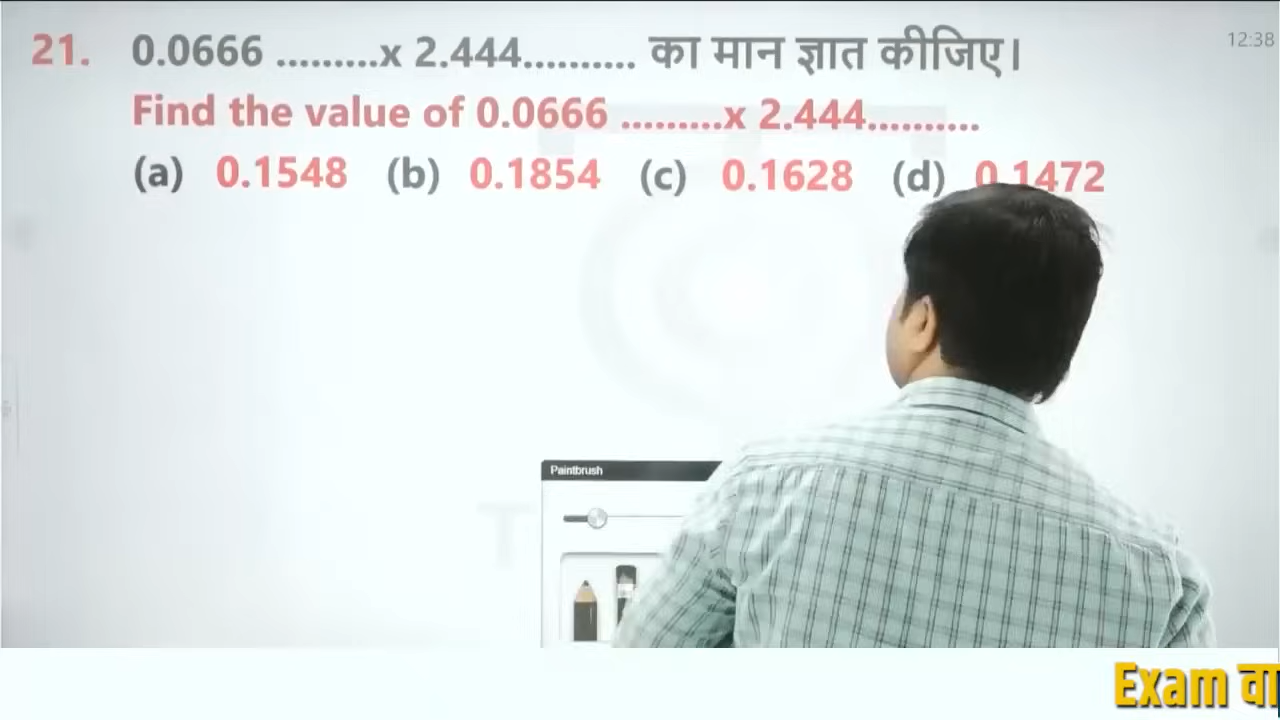 21. 0.0666 .........x 2.444.......... का मान ज्ञात कीजिए।
12:38
Find the value of 0.0666 .........x 2.444..........
(a) 0.1548 (b) 0.1854 (c) 0.1628 (d) 0.1472
Paintbrush
Exam